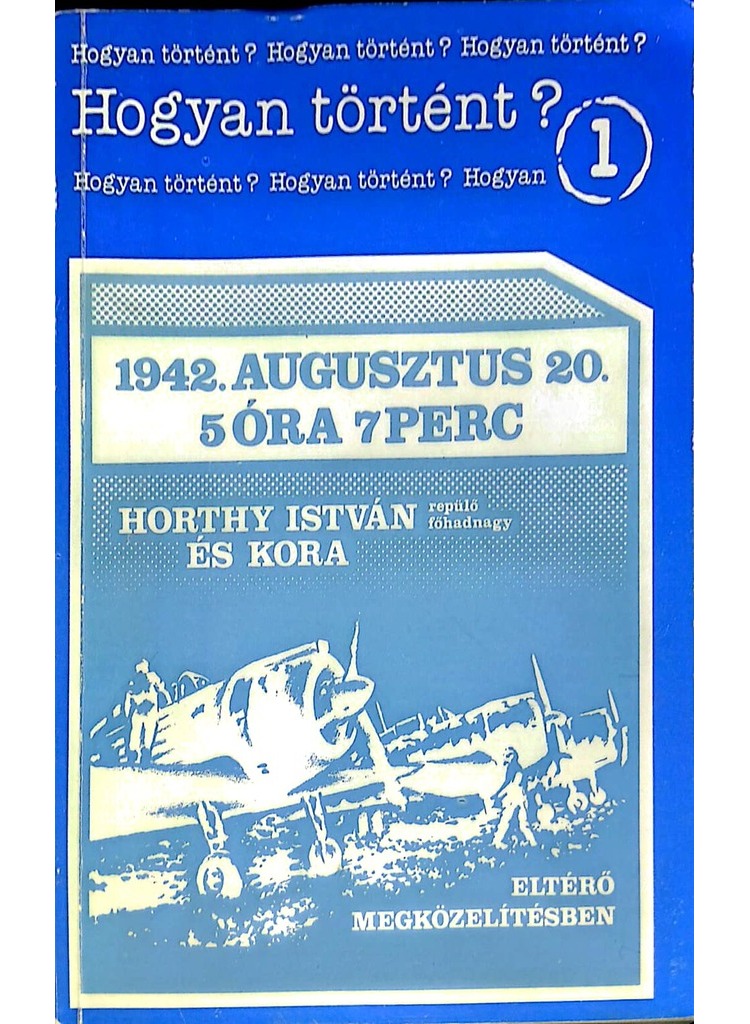 Hogyan történt? Hogyan történt? Hogyan történt?
Hogyan történt?
1
Hogyan történt? Hogyan történt? Hogyan
1942. AUGUSZTUS 20.
5 ÓRA 7 PERC
HORTHY ISTVÁN repülő főhadnagy
ÉS KORA
ELTÉRŐ
MEGKÖZELÍTÉSBEN